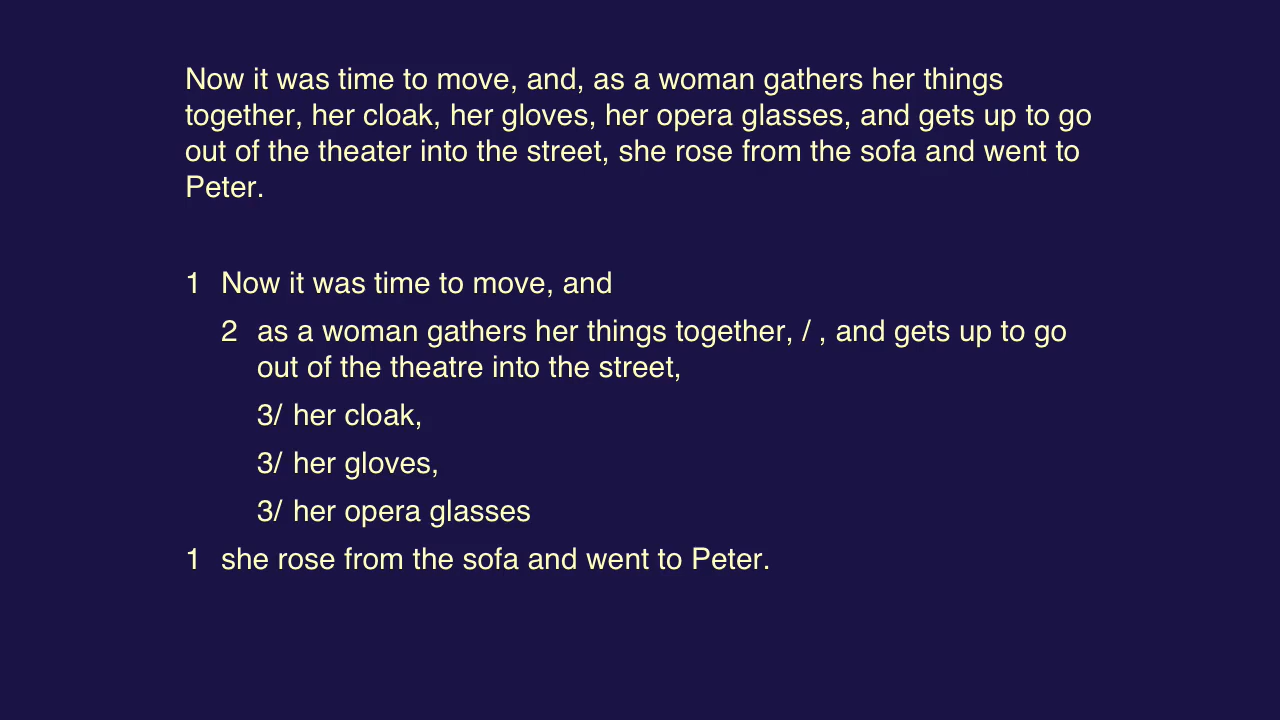 Now it was time to move, and, as a woman gathers her things
together, her cloak, her gloves, her opera glasses, and gets up to go
out of the theater into the street, she rose from the sofa and went to
Peter.
1 Now it was time to move, and
2 as a woman gathers her things together, / , and gets up to go
out of the theatre into the street,
3/ her cloak,
3/ her gloves,
3/ her opera glasses
1 she rose from the sofa and went to Peter.